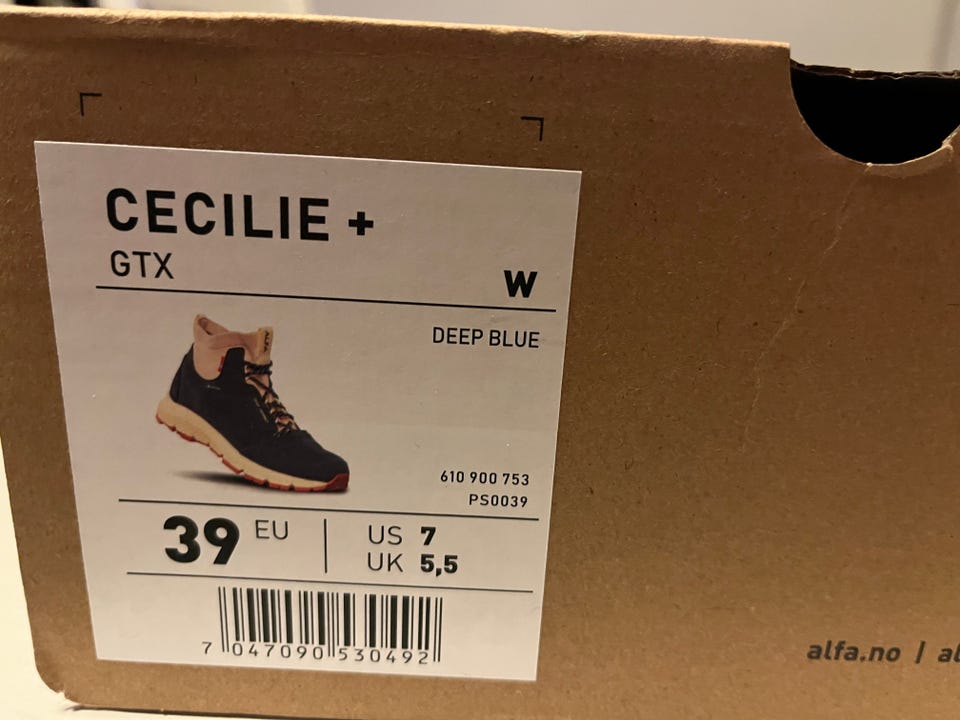 CECILIE +
GTX
W
DEEP BLUE
610 900 753
PS0039
39 EU
US 7
UK 5,5
7 047090 530492
alfa.no | al